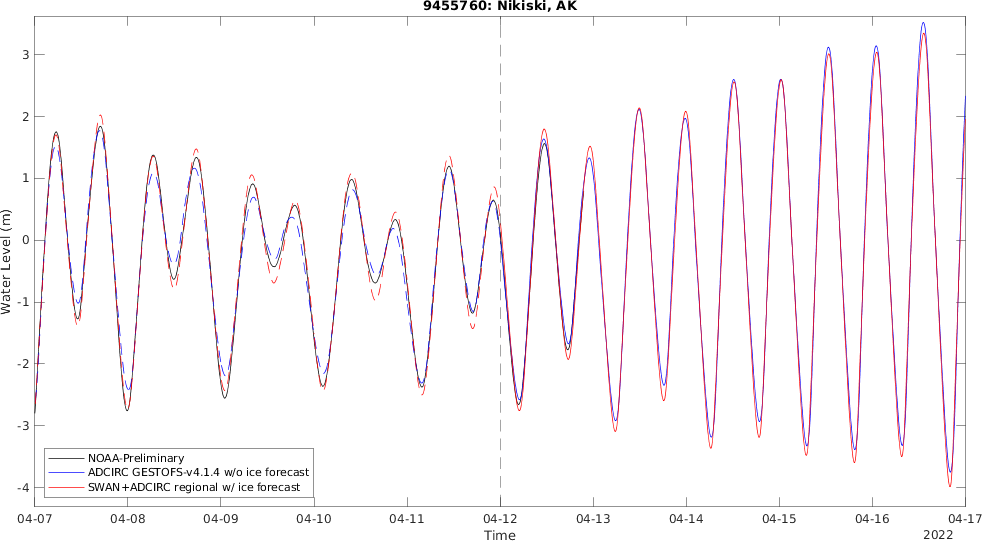 9455760: Nikiski, AK
Water Level (m)
3
2
1
0
-1
-2
-3
-4
NOAA-Preliminary
ADCIRC GESTOFS-v4.1.4 w/o ice forecast
SWAN+ADCIRC regional w/ ice forecast
04-07 04-08 04-09 04-10 04-11 04-12 04-13 04-14 04-15 04-16 04-17
Time
2022